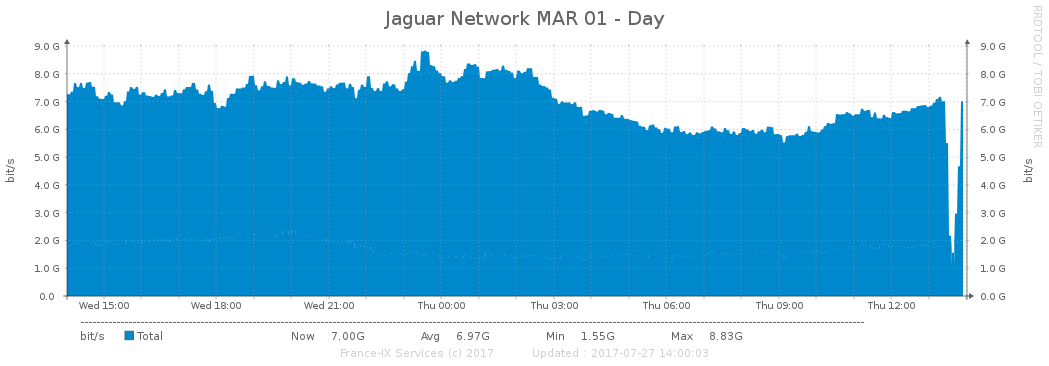 Jaguar Network MAR 01 - Day
RRDTOOL / TOBI OETIKER
bit/s
9.0 G
8.0 G
7.0 G
6.0 G
5.0 G
4.0 G
3.0 G
2.0 G
1.0 G
0.0
9.0 G
8.0 G
7.0 G
6.0 G
5.0 G
4.0 G
3.0 G
2.0 G
1.0 G
0.0 G
bit/s
Wed 15:00 Wed 18:00 Wed 21:00 Thu 00:00 Thu 03:00 Thu 06:00 Thu 09:00 Thu 12:00
bit/s Total Now 7.00G Avg 6.97G Min 1.55G Max 8.83G
France-IX Services (c) 2017 Updated : 2017-07-27 14:00:03